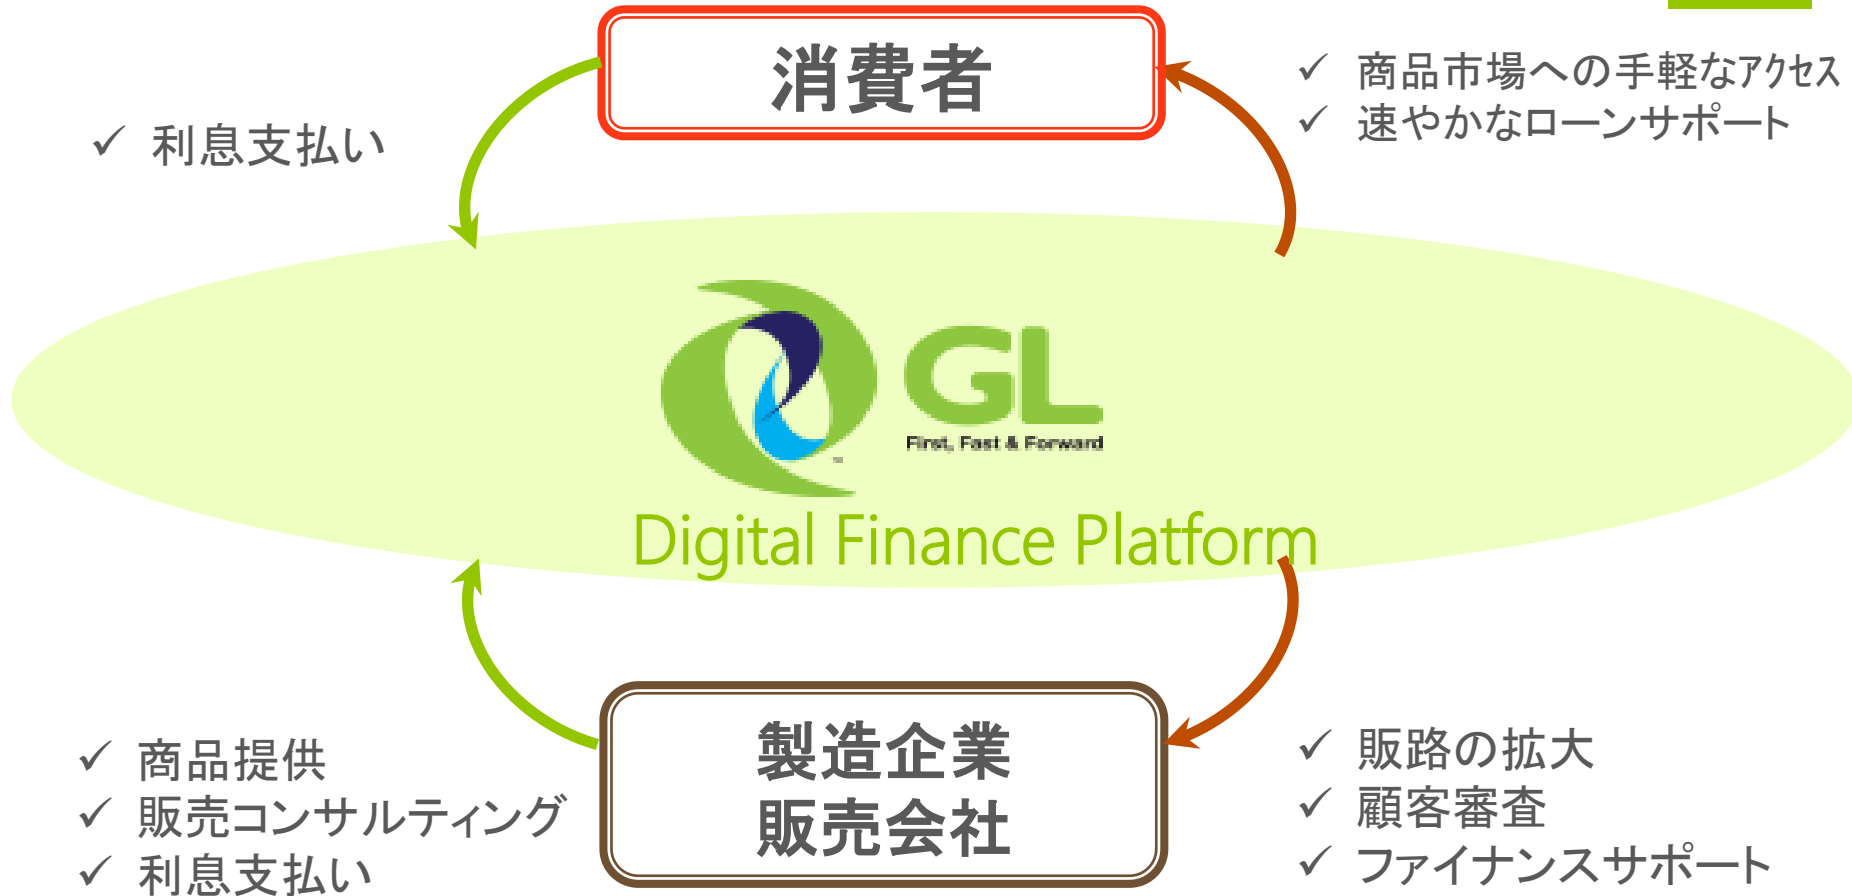 消費者
✓ 利息支払い
✓ 商品市場への手軽なアクセス
✓ 速やかなローンサポート
GL
First, Fast & Forward
™
Digital Finance Platform
製造企業
販売会社
✓ 商品提供
✓ 販売コンサルティング
✓ 利息支払い
✓ 販路の拡大
✓ 顧客審査
✓ ファイナンスサポート